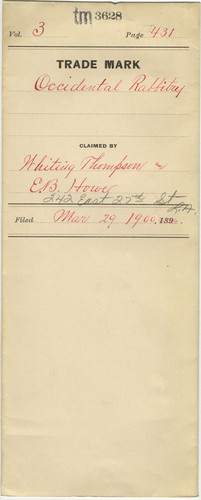 tm 3628
Vol. 3 Page 431
TRADE MARK
Occidental Rabbitry
CLAIMED BY
Whiting Thompson &
E.B. Howe
242 East 27th St
L.A.
Filed Mar 29 1900, 189